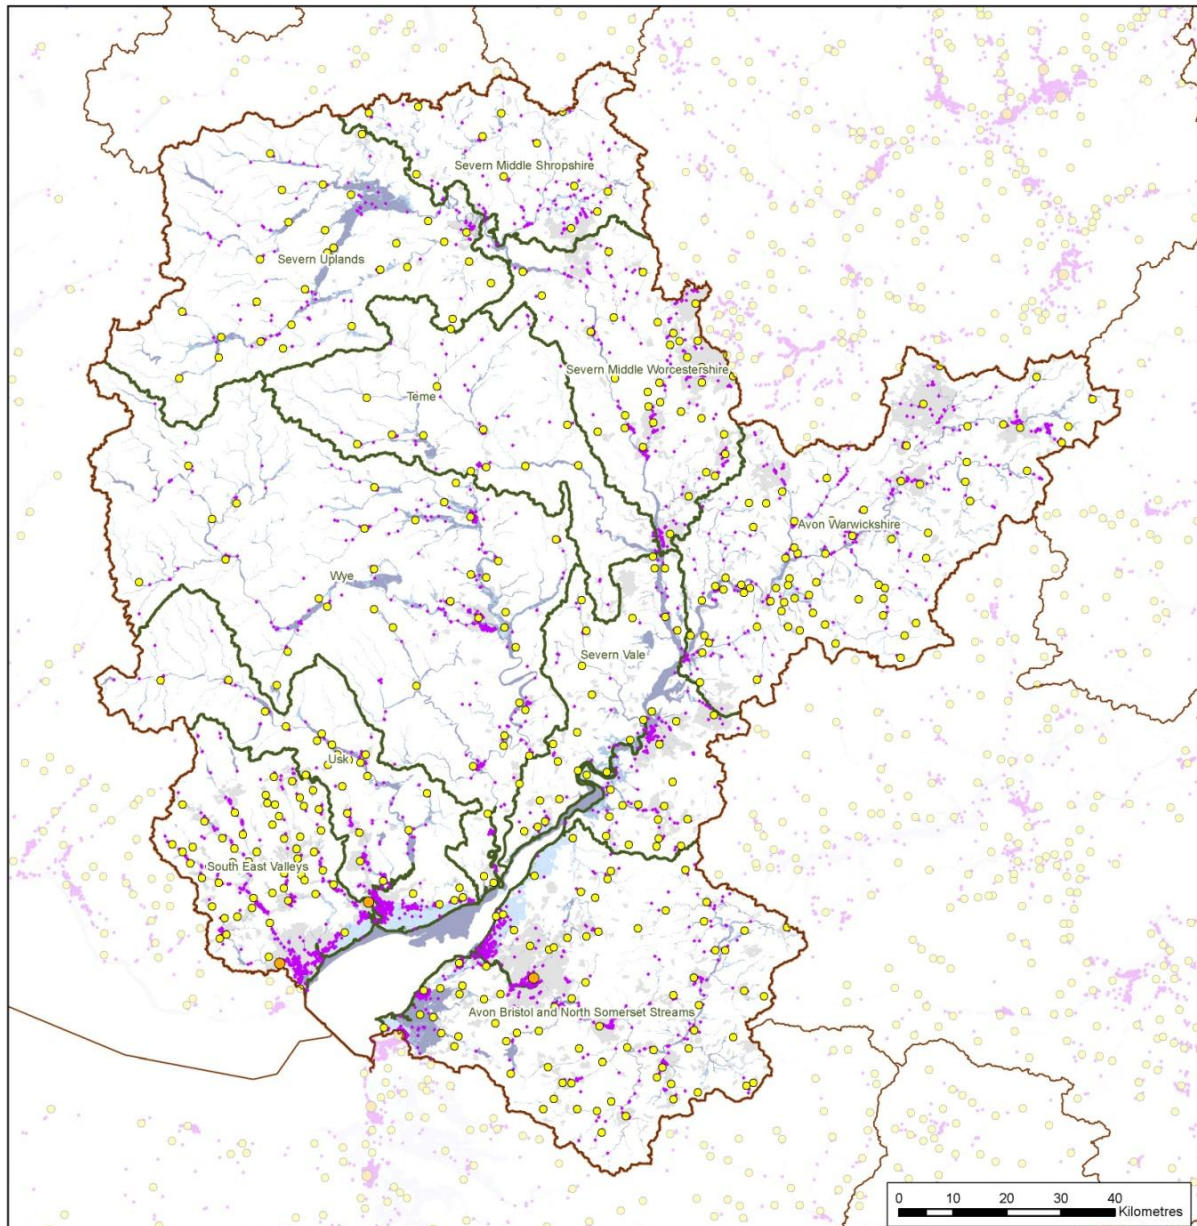 Severn Middle Shropshire
Severn Uplands
Severn Middle Worcestershire
Teme
Avon Warwickshire
Wye
Severn Vale
Usk
South East Valleys
Avon Bristol and North Somerset Streams
0 10 20 30 40
Kilometres